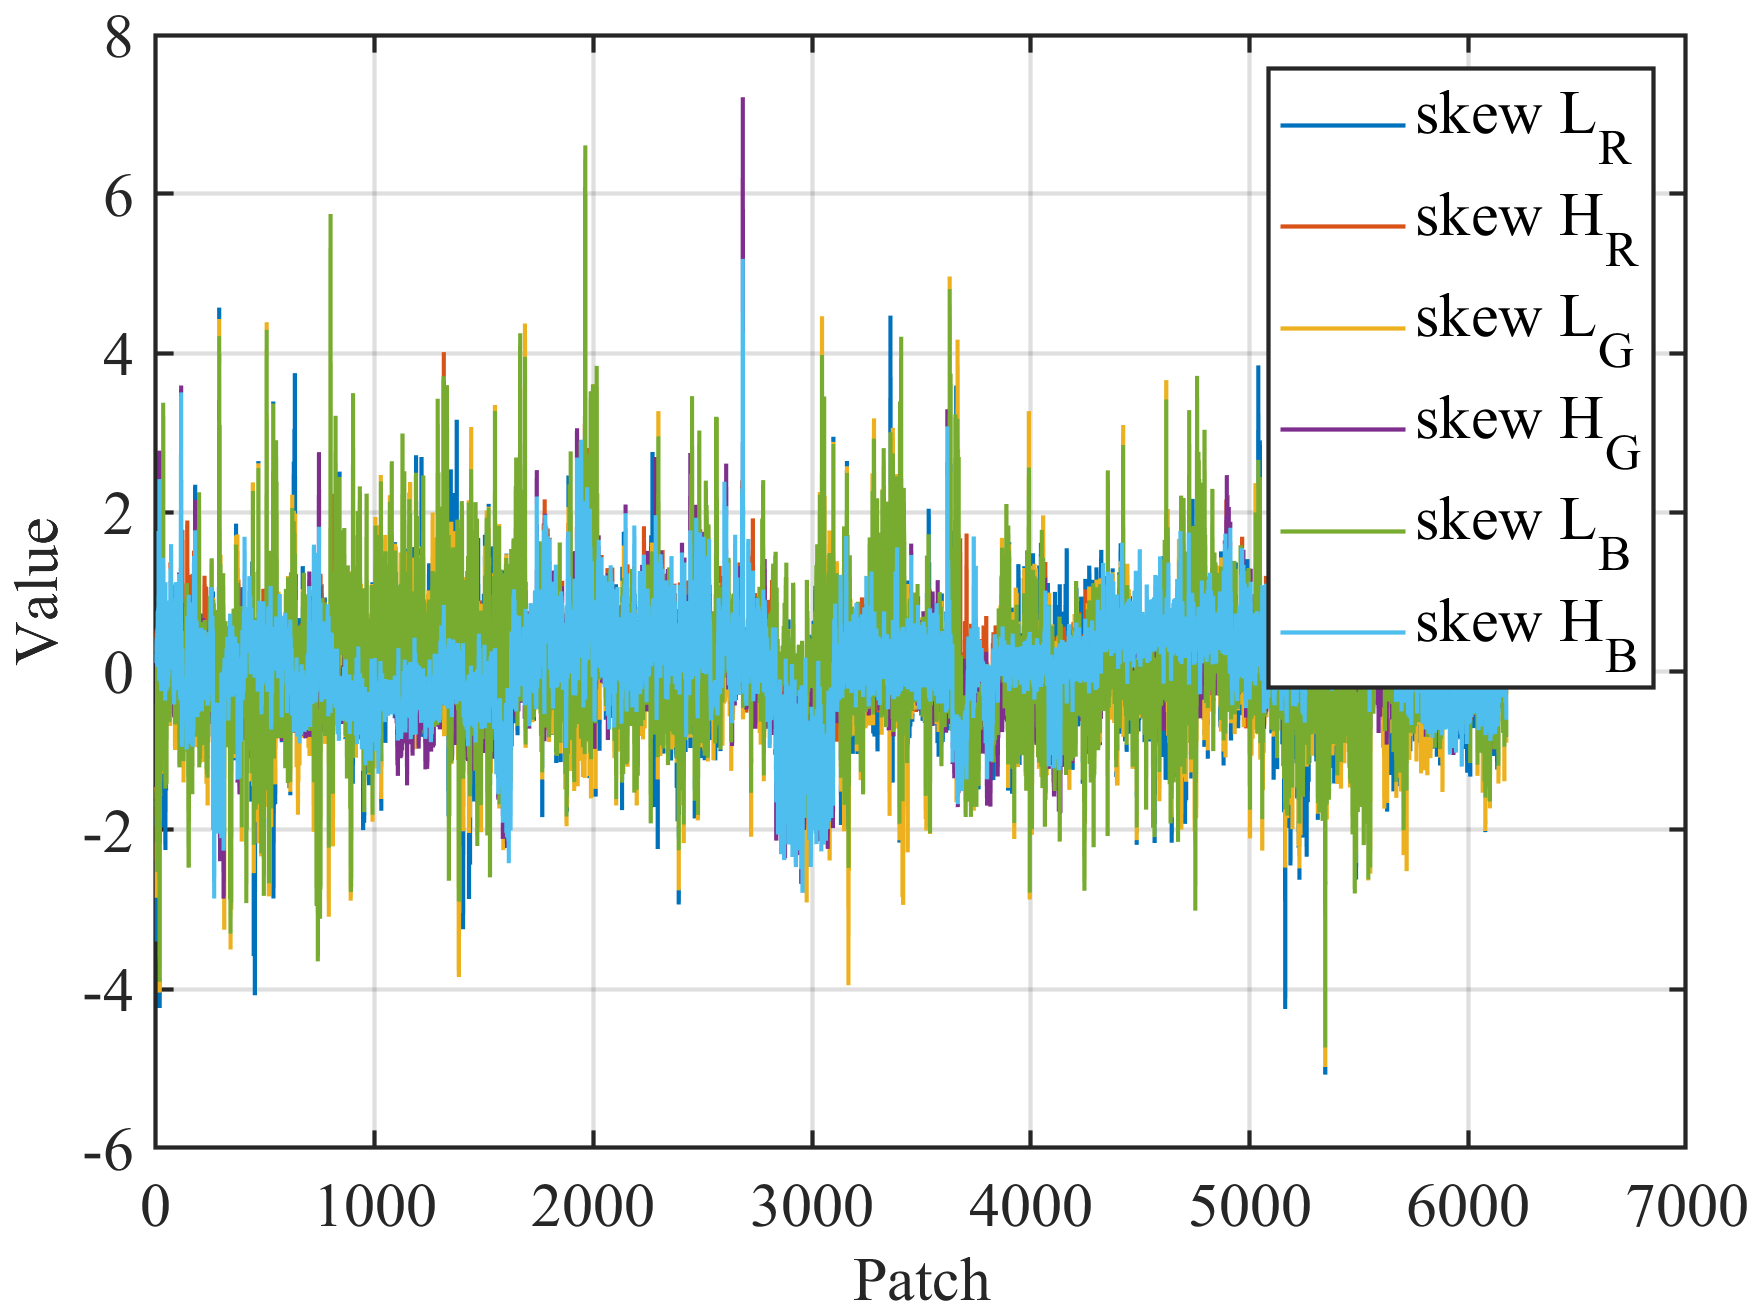 8
6
4
2
0
-2
-4
-6
Value
0 1000 2000 3000 4000 5000 6000 7000
Patch
skew L_R
skew H_R
skew L_G
skew H_G
skew L_B
skew H_B